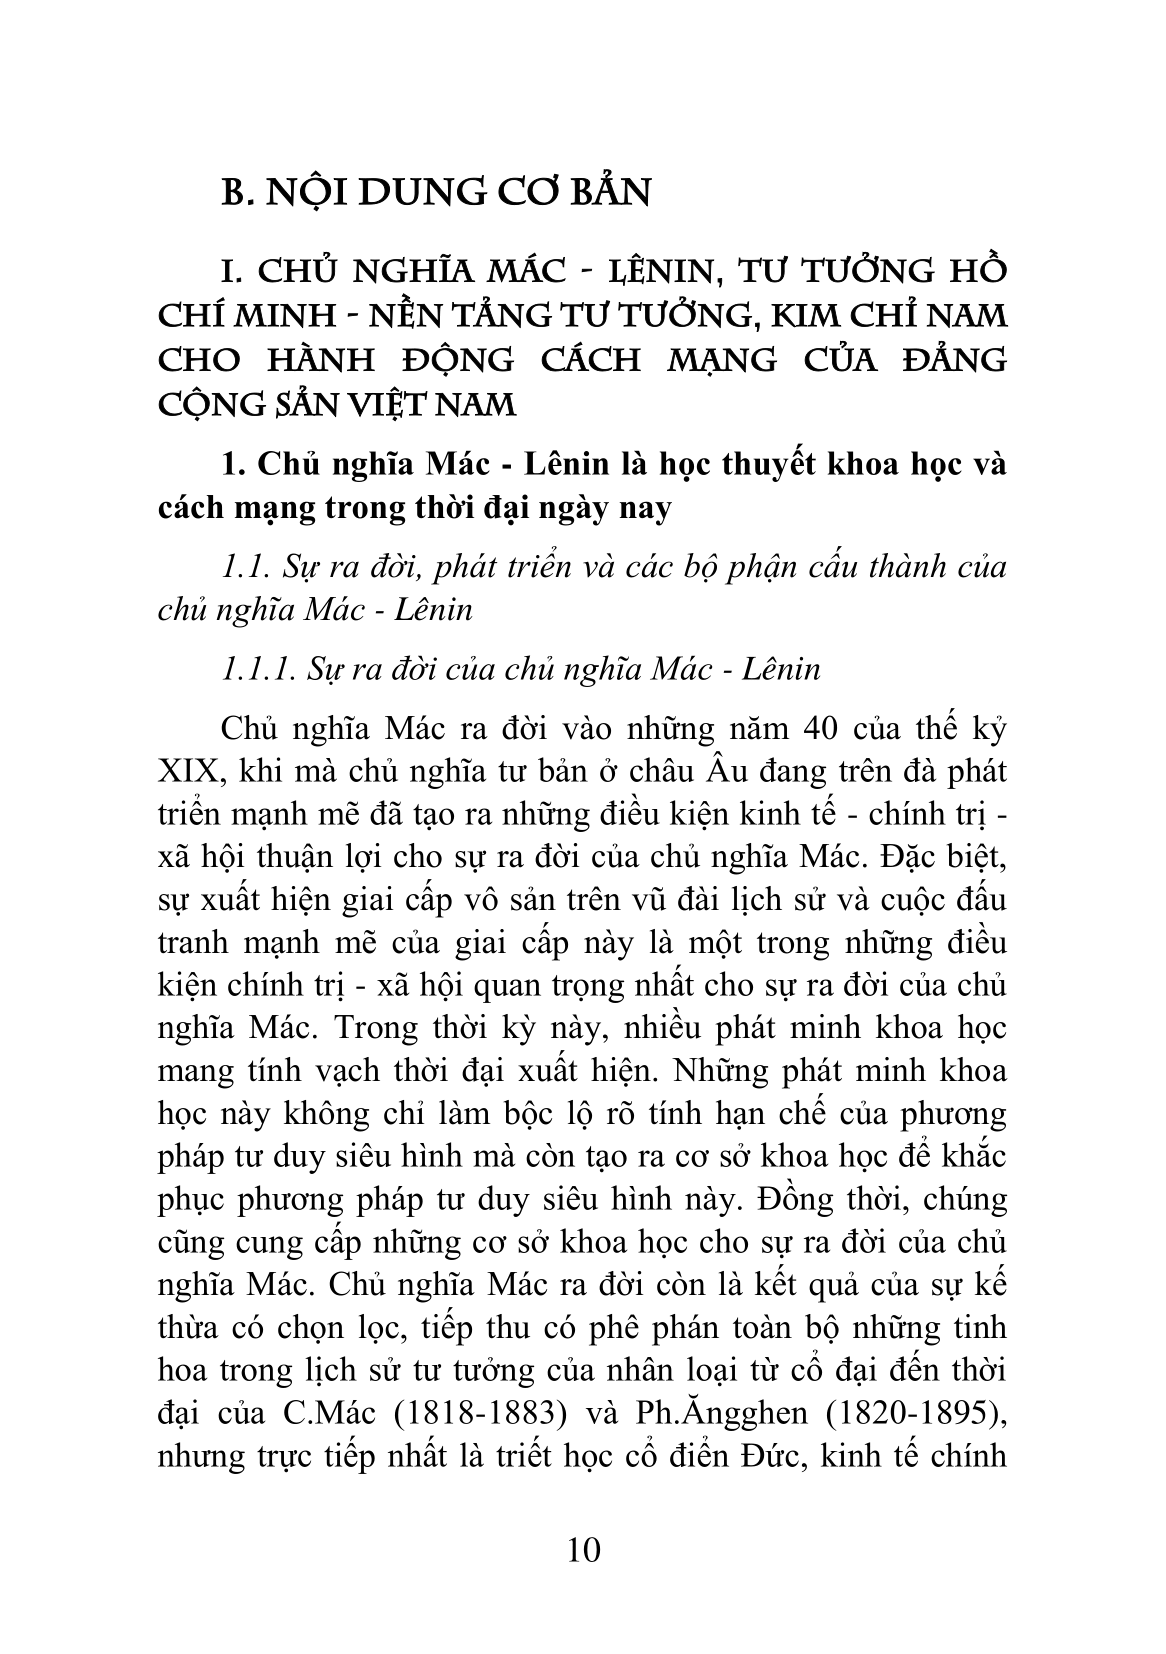 B. NỘI DUNG CƠ BẢN
I. CHỦ NGHĨA MÁC - LÊNIN, TƯ TƯỞNG HỒ
CHÍ MINH - NỀN TẢNG TƯ TƯỞNG, KIM CHỈ NAM
CHO HÀNH ĐỘNG CÁCH MẠNG CỦA ĐẢNG
CỘNG SẢN VIỆT NAM
1. Chủ nghĩa Mác - Lênin là học thuyết khoa học và
cách mạng trong thời đại ngày nay
1.1. Sự ra đời, phát triển và các bộ phận cấu thành của
chủ nghĩa Mác - Lênin
1.1.1. Sự ra đời của chủ nghĩa Mác - Lênin
Chủ nghĩa Mác ra đời vào những năm 40 của thế kỷ
XIX, khi mà chủ nghĩa tư bản ở châu Âu đang trên đà phát
triển mạnh mẽ đã tạo ra những điều kiện kinh tế - chính trị -
xã hội thuận lợi cho sự ra đời của chủ nghĩa Mác. Đặc biệt,
sự xuất hiện giai cấp vô sản trên vũ đài lịch sử và cuộc đấu
tranh mạnh mẽ của giai cấp này là một trong những điều
kiện chính trị - xã hội quan trọng nhất cho sự ra đời của chủ
nghĩa Mác. Trong thời kỳ này, nhiều phát minh khoa học
mang tính vạch thời đại xuất hiện. Những phát minh khoa
học này không chỉ làm bộc lộ rõ tính hạn chế của phương
pháp tư duy siêu hình mà còn tạo ra cơ sở khoa học để khắc
phục phương pháp tư duy siêu hình này. Đồng thời, chúng
cũng cung cấp những cơ sở khoa học cho sự ra đời của chủ
nghĩa Mác. Chủ nghĩa Mác ra đời còn là kết quả của sự kế
thừa có chọn lọc, tiếp thu có phê phán toàn bộ những tinh
hoa trong lịch sử tư tưởng của nhân loại từ cổ đại đến thời
đại của C.Mác (1818-1883) và Ph.Ăngghen (1820-1895),
nhưng trực tiếp nhất là triết học cổ điển Đức, kinh tế chính
10